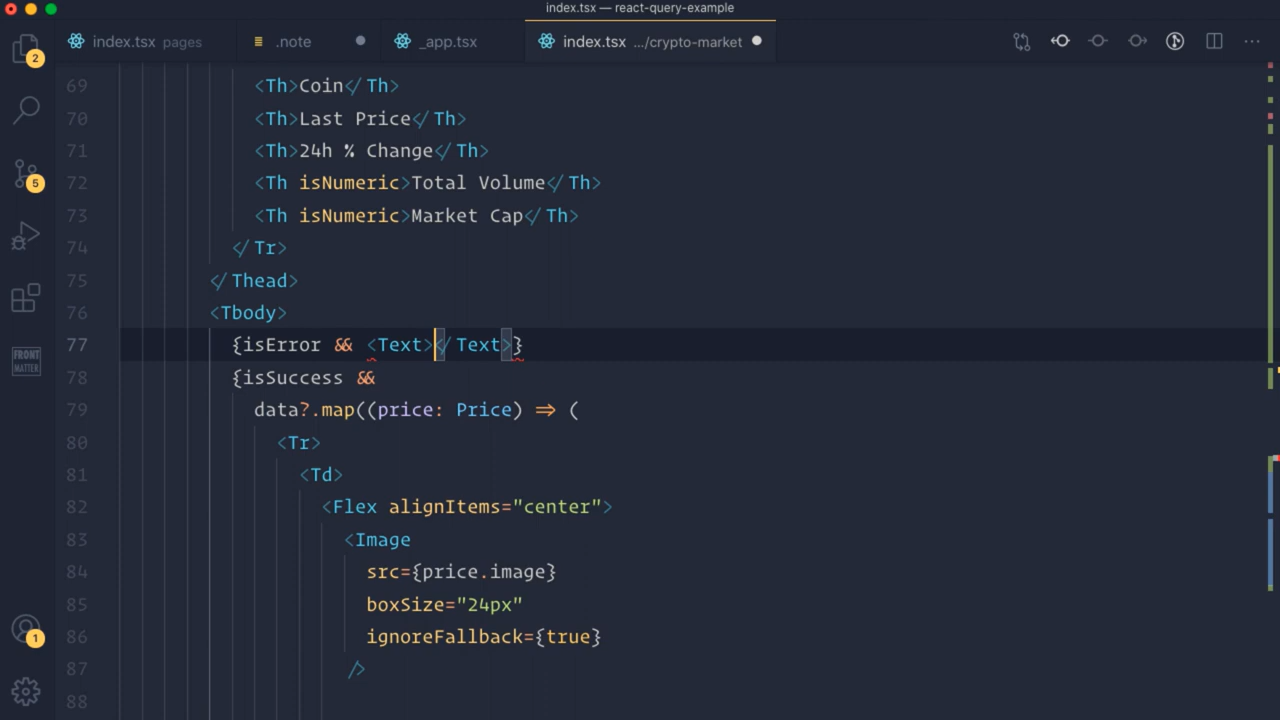 index.tsx — react-query-example
index.tsx pages
.note
_app.tsx
index.tsx .../crypto-market
2
5
FRONT
MATTER
1
69 <Th>Coin</Th>
70 <Th>Last Price</Th>
71 <Th>24h % Change</Th>
72 <Th isNumeric>Total Volume</Th>
73 <Th isNumeric>Market Cap</Th>
74 </Tr>
75 </Thead>
76 <Tbody>
77 {isError && <Text></Text>}
78 {isSuccess &&
79 data?.map((price: Price) => (
80 <Tr>
81 <Td>
82 <Flex alignItems="center">
83 <Image
84 src={price.image}
85 boxSize="24px"
86 ignoreFallback={true}
87 />
88